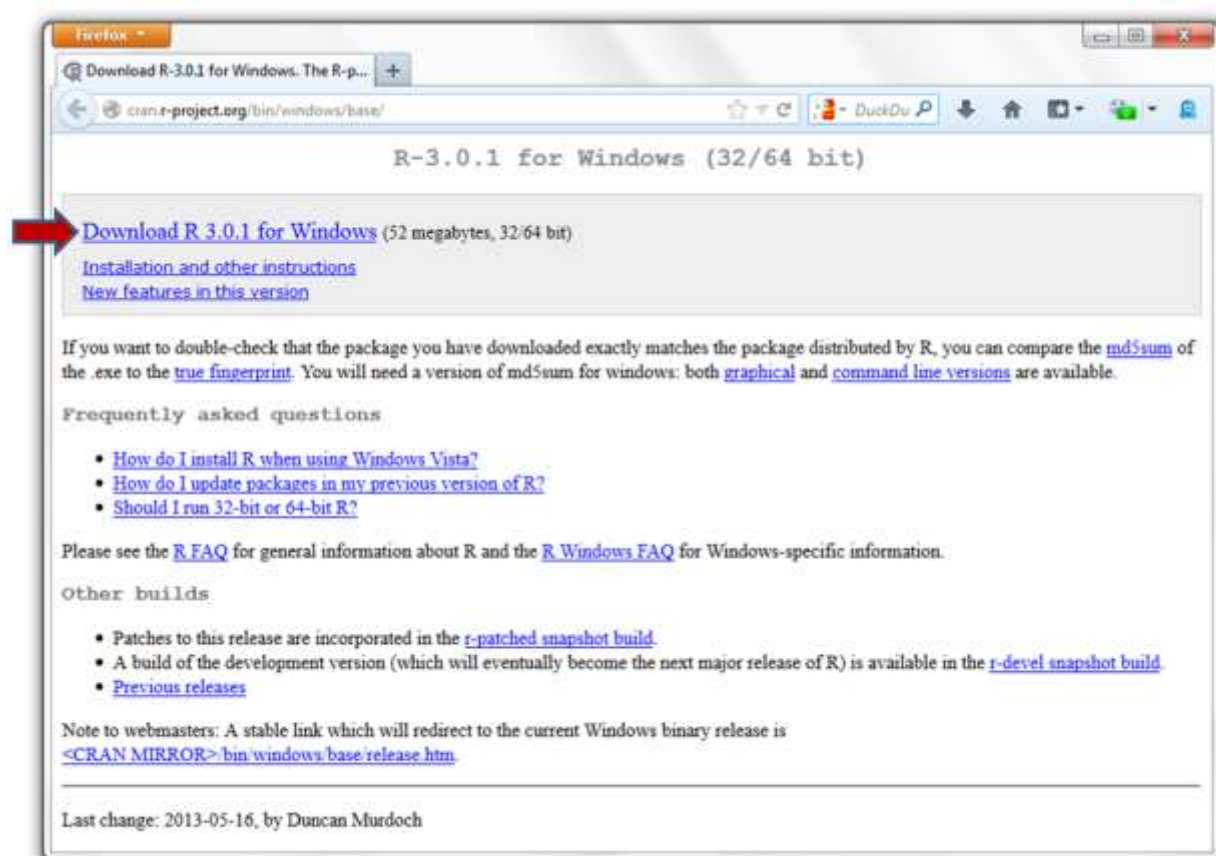 Firefox
Download R-3.0.1 for Windows. The R-p...
cran.r-project.org/bin/windows/base/
DuckDu
R-3.0.1 for Windows (32/64 bit)
Download R 3.0.1 for Windows (52 megabytes, 32/64 bit)
Installation and other instructions
New features in this version
If you want to double-check that the package you have downloaded exactly matches the package distributed by R, you can compare the md5sum of
the .exe to the true fingerprint. You will need a version of md5sum for windows: both graphical and command line versions are available.
Frequently asked questions
• How do I install R when using Windows Vista?
• How do I update packages in my previous version of R?
• Should I run 32-bit or 64-bit R?
Please see the R FAQ for general information about R and the R Windows FAQ for Windows-specific information.
Other builds
• Patches to this release are incorporated in the r-patched snapshot build.
• A build of the development version (which will eventually become the next major release of R) is available in the r-devel snapshot build.
• Previous releases
Note to webmasters: A stable link which will redirect to the current Windows binary release is
<CRAN MIRROR>/bin/windows/base/release.htm.
Last change: 2013-05-16, by Duncan Murdoch